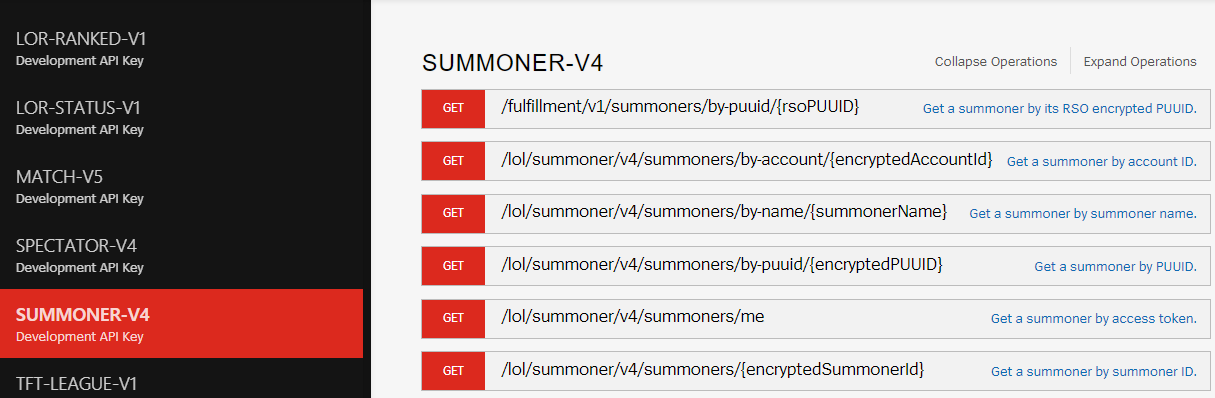 LOR-RANKED-V1
Development API Key
LOR-STATUS-V1
Development API Key
MATCH-V5
Development API Key
SPECTATOR-V4
Development API Key
SUMMONER-V4
Development API Key
TFT-LEAGUE-V1
SUMMONER-V4
Collapse Operations Expand Operations
GET /fulfillment/v1/summoners/by-puuid/{rsoPUUID} Get a summoner by its RSO encrypted PUUID.
GET /lol/summoner/v4/summoners/by-account/{encryptedAccountId} Get a summoner by account ID.
GET /lol/summoner/v4/summoners/by-name/{summonerName} Get a summoner by summoner name.
GET /lol/summoner/v4/summoners/by-puuid/{encryptedPUUID} Get a summoner by PUUID.
GET /lol/summoner/v4/summoners/me Get a summoner by access token.
GET /lol/summoner/v4/summoners/{encryptedSummonerId} Get a summoner by summoner ID.